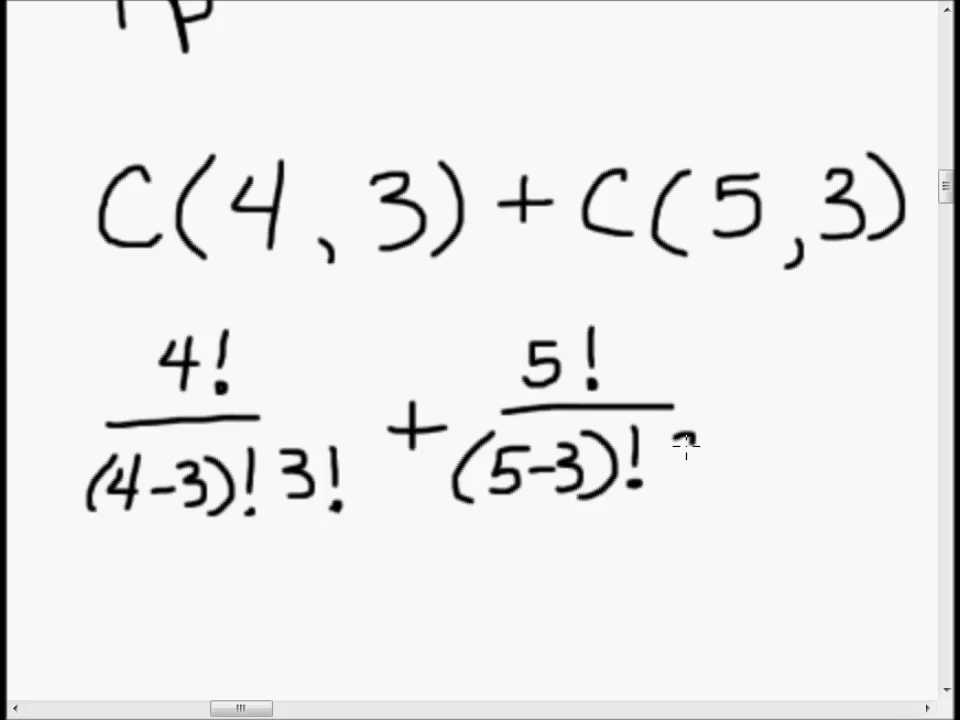 C(4,3)+C(5,3)
4! / (4-3)!3! + 5! / (5-3)!